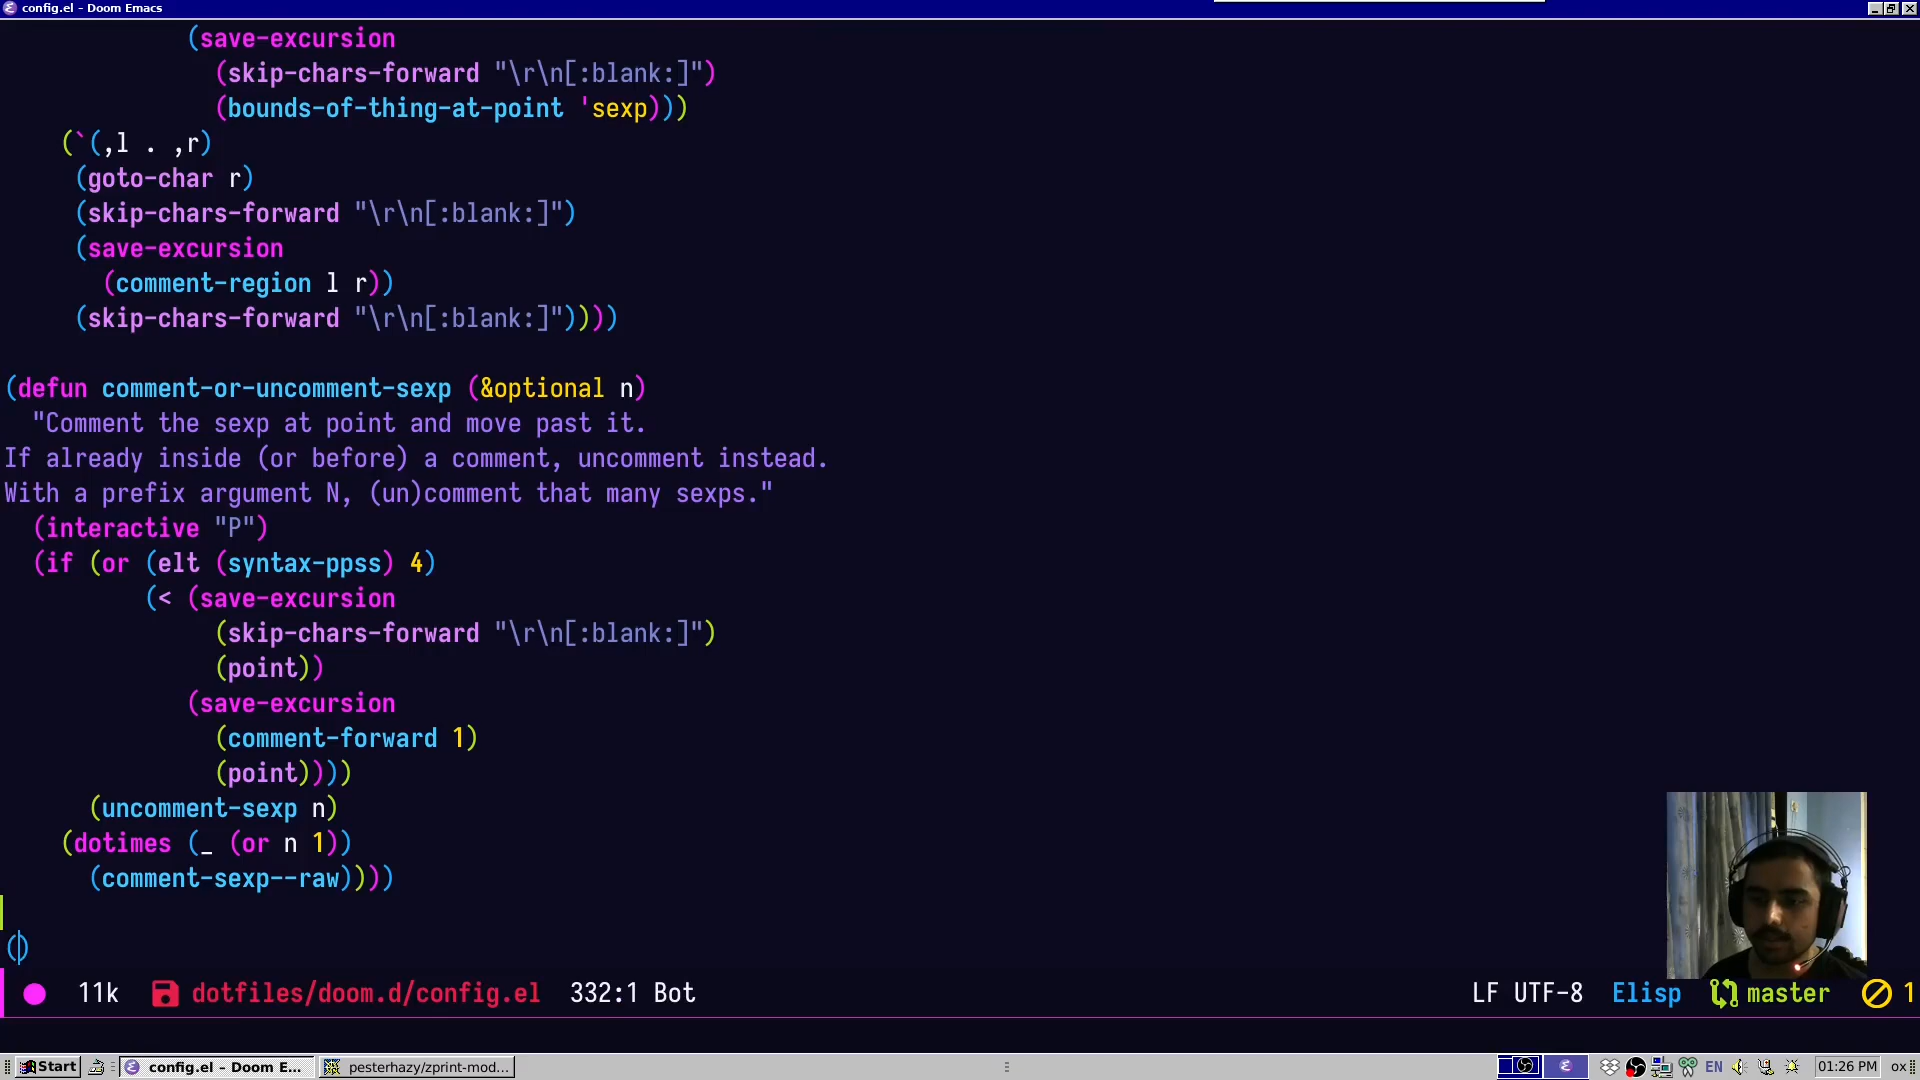 config.el - Doom Emacs
(save-excursion
(skip-chars-forward "\r\n[:blank:]")
(bounds-of-thing-at-point 'sexp)))
(`(,l . ,r)
(goto-char r)
(skip-chars-forward "\r\n[:blank:]")
(save-excursion
(comment-region l r))
(skip-chars-forward "\r\n[:blank:]"))))
(defun comment-or-uncomment-sexp (&optional n)
"Comment the sexp at point and move past it.
If already inside (or before) a comment, uncomment instead.
With a prefix argument N, (un)comment that many sexps."
(interactive "P")
(if (or (elt (syntax-ppss) 4)
(< (save-excursion
(skip-chars-forward "\r\n[:blank:]")
(point))
(save-excursion
(comment-forward 1)
(point))))
(uncomment-sexp n)
(dotimes (_ (or n 1))
(comment-sexp--raw))))
()
11k dotfiles/doom.d/config.el 332:1 Bot LF UTF-8 Elisp master 1
Start config.el - Doom E... pesterhazy/zprint-mod... EN 01:26 PM ox